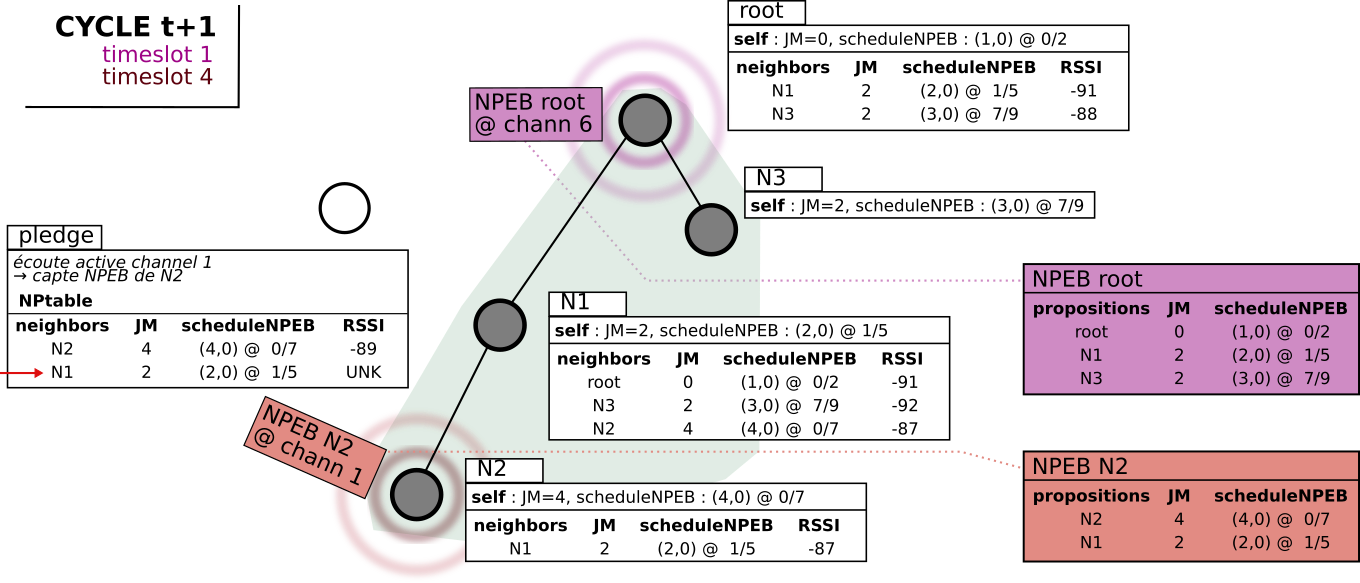 CYCLE t+1
timeslot 1
timeslot 4
root
self : JM=0, scheduleNPEB : (1,0) @ 0/2
neighbors JM scheduleNPEB RSSI
N1 2 (2,0) @ 1/5 -91
N3 2 (3,0) @ 7/9 -88
NPEB root
@ chann 6
N3
self : JM=2, scheduleNPEB : (3,0) @ 7/9
pledge
écoute active channel 1
→ capte NPEB de N2
NPtable
neighbors JM scheduleNPEB RSSI
N2 4 (4,0) @ 0/7 -89
N1 2 (2,0) @ 1/5 UNK
N1
self : JM=2, scheduleNPEB : (2,0) @ 1/5
neighbors JM scheduleNPEB RSSI
root 0 (1,0) @ 0/2 -91
N3 2 (3,0) @ 7/9 -92
N2 4 (4,0) @ 0/7 -87
NPEB root
propositions JM scheduleNPEB
root 0 (1,0) @ 0/2
N1 2 (2,0) @ 1/5
N3 2 (3,0) @ 7/9
NPEB N2
@ chann 1
N2
self : JM=4, scheduleNPEB : (4,0) @ 0/7
neighbors JM scheduleNPEB RSSI
N1 2 (2,0) @ 1/5 -87
NPEB N2
propositions JM scheduleNPEB
N2 4 (4,0) @ 0/7
N1 2 (2,0) @ 1/5